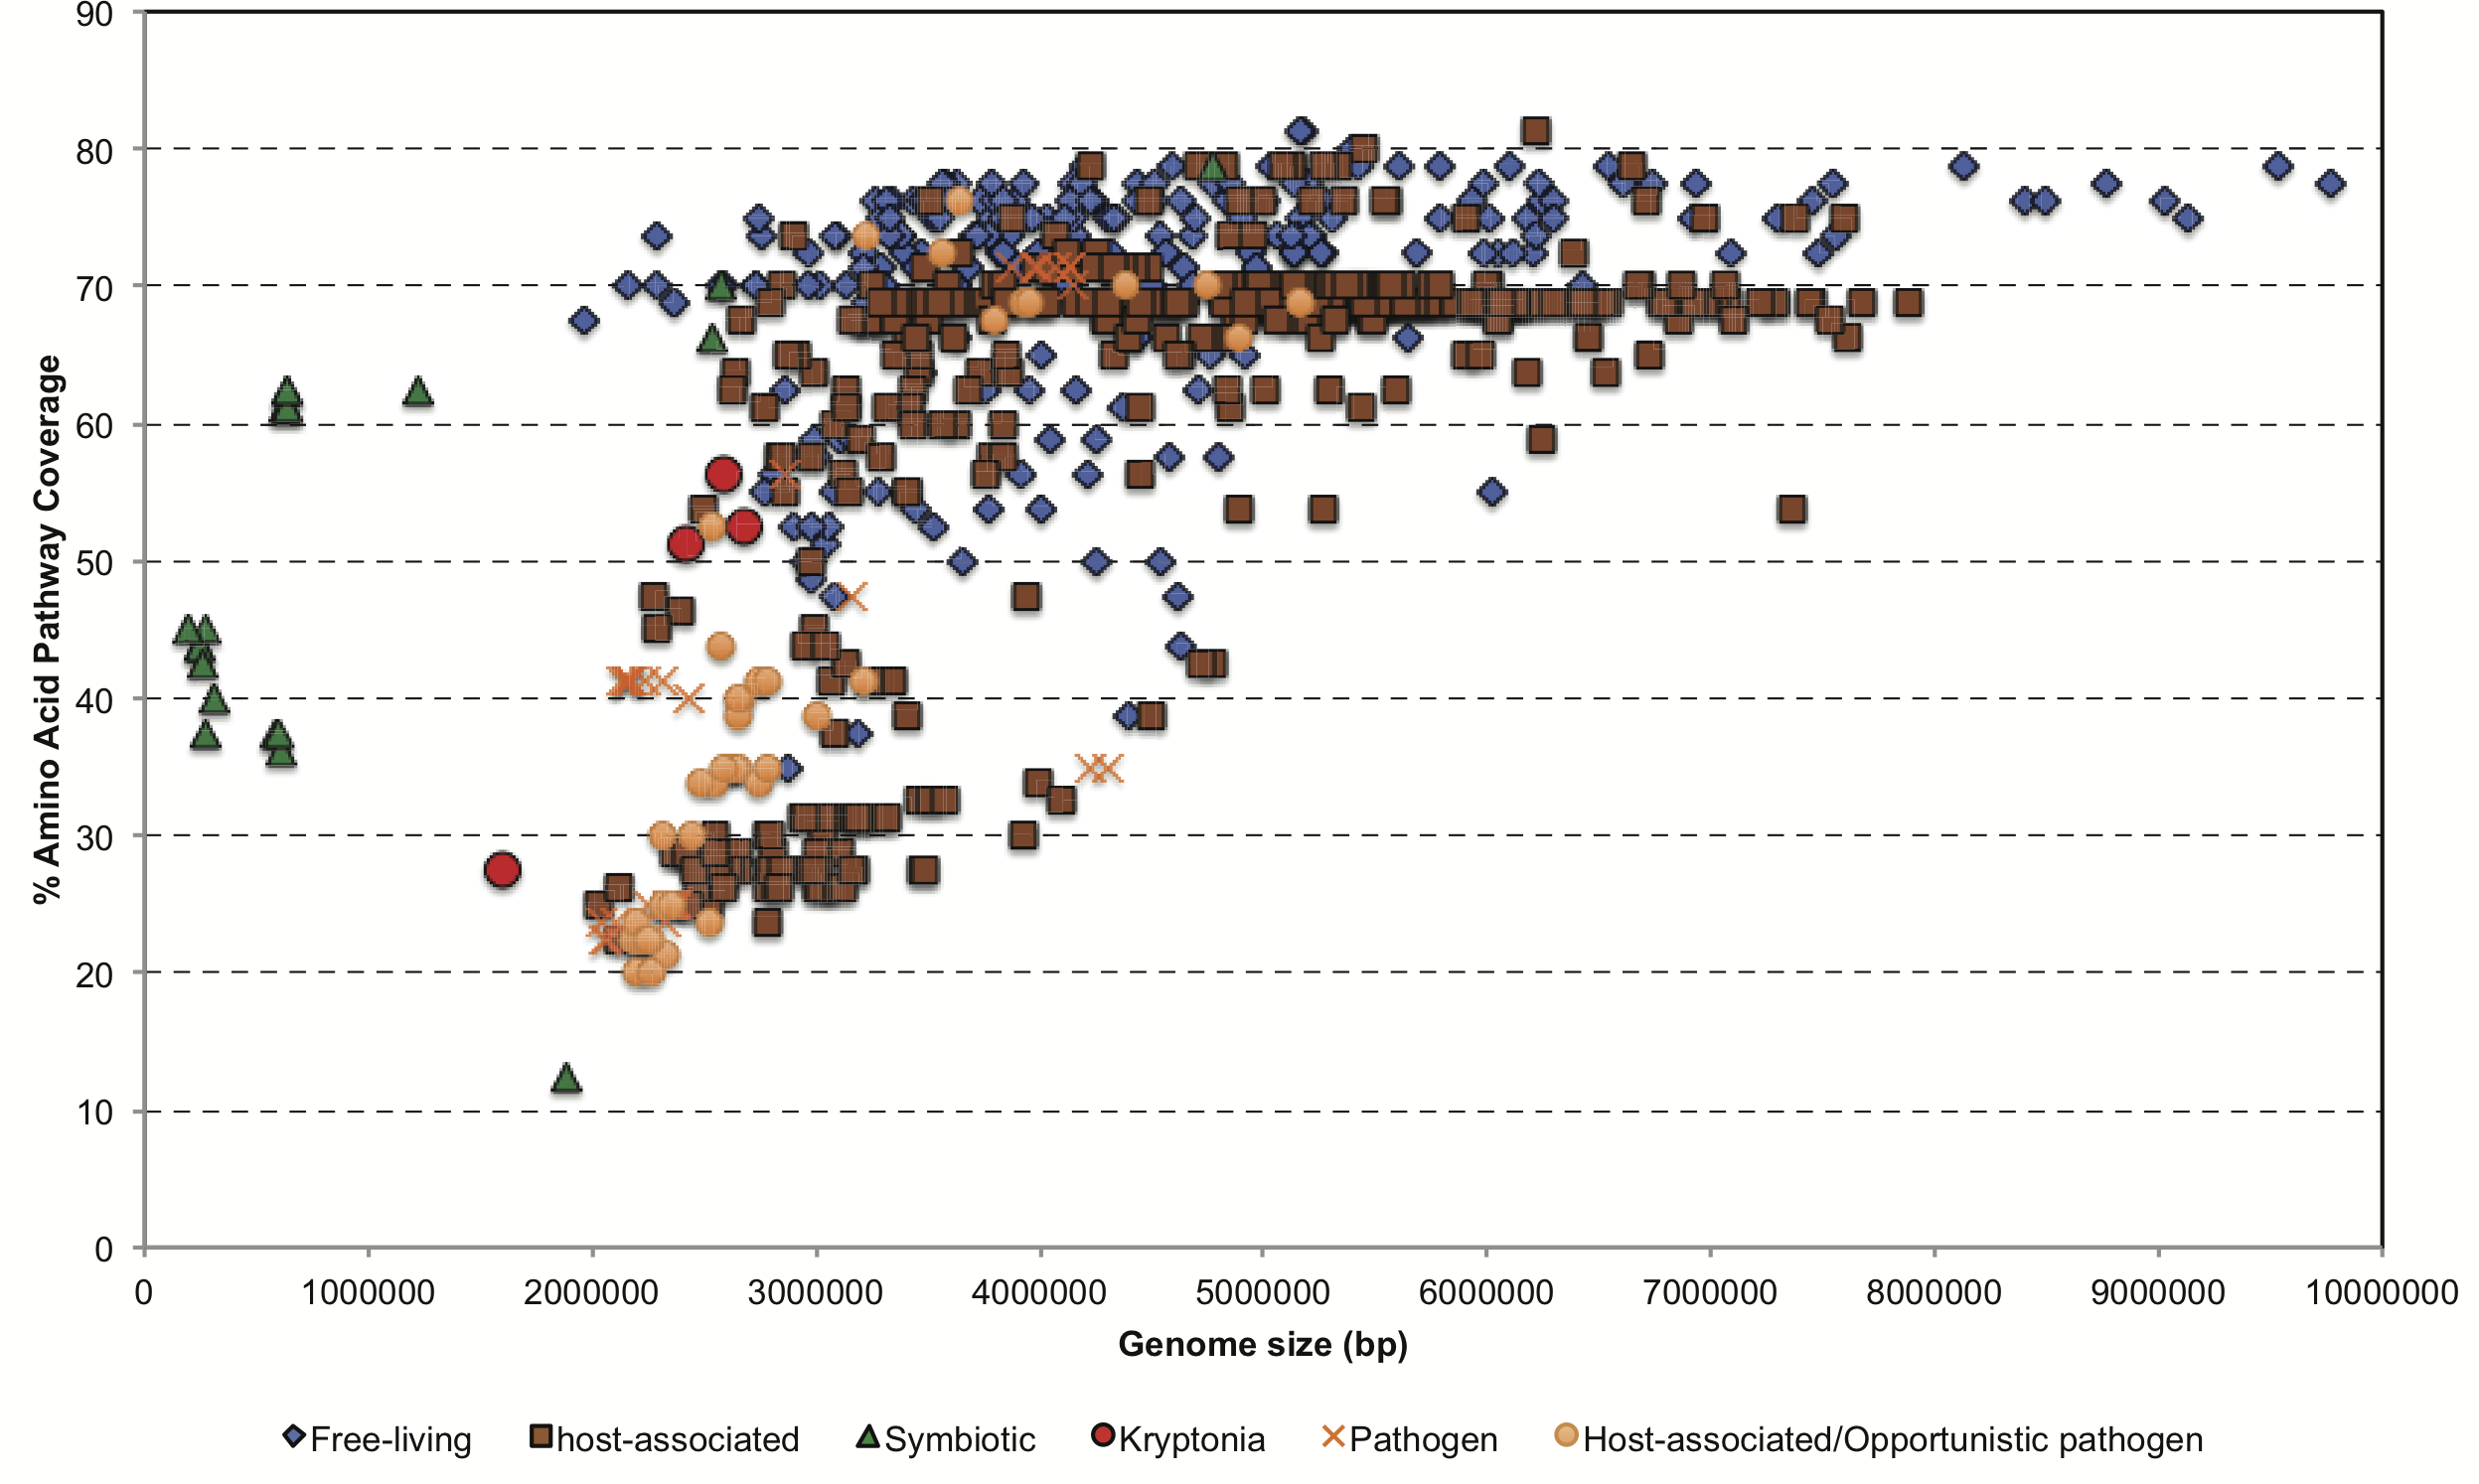 % Amino Acid Pathway Coverage
90
80
70
60
50
40
30
20
10
0
0 1000000 2000000 3000000 4000000 5000000 6000000 7000000 8000000 9000000 10000000
Genome size (bp)
Free-living host-associated Symbiotic Kryptonia Pathogen Host-associated/Opportunistic pathogen